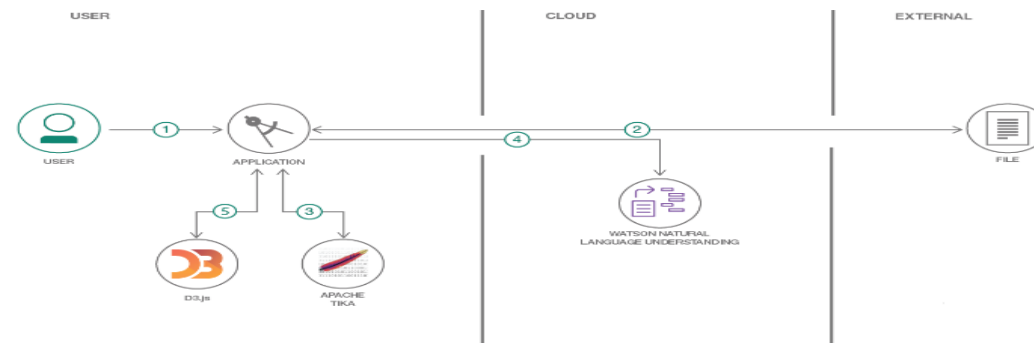 USER
CLOUD
EXTERNAL
1
2
4
USER
APPLICATION
FILE
5
3
WATSON NATURAL
LANGUAGE UNDERSTANDING
D3
D3.js
APACHE
TIKA